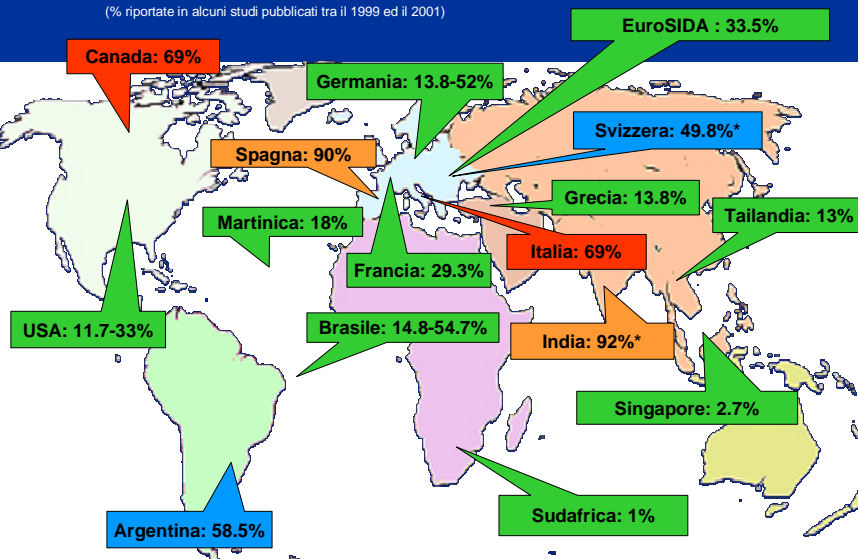 (% riportate in alcuni studi pubblicati tra il 1999 ed il 2001)
EuroSIDA : 33.5%
Canada: 69%
Germania: 13.8-52%
Svizzera: 49.8%*
Spagna: 90%
Grecia: 13.8%
Martinica: 18%
Tailandia: 13%
Italia: 69%
Francia: 29.3%
USA: 11.7-33%
Brasile: 14.8-54.7%
India: 92%*
Singapore: 2.7%
Sudafrica: 1%
Argentina: 58.5%